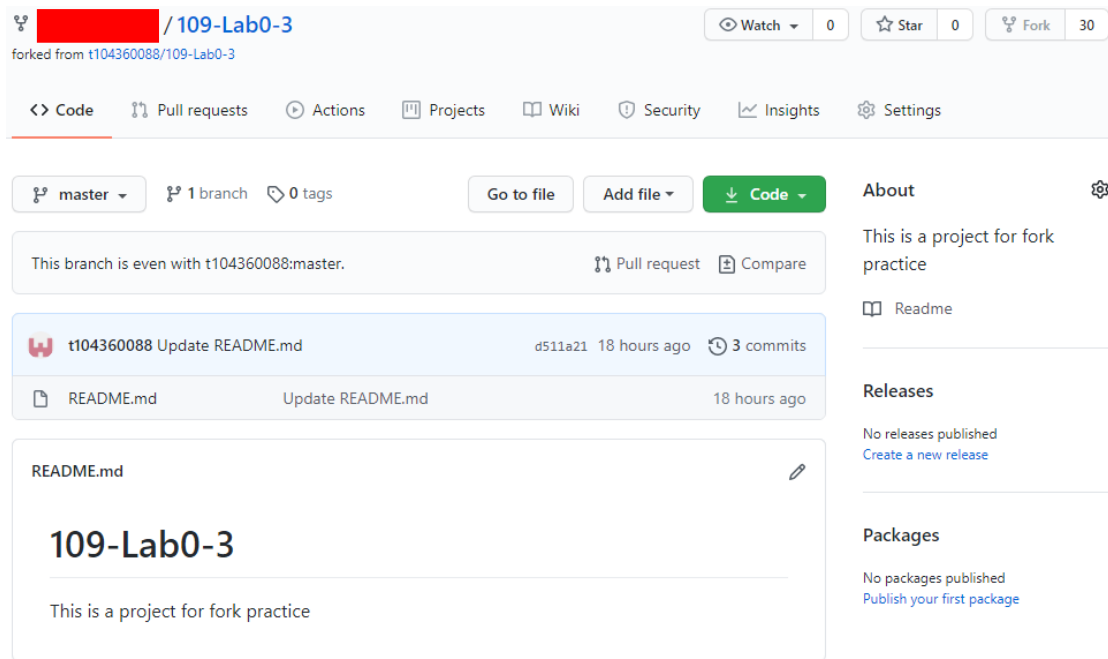 / 109-Lab0-3
Watch 0 Star 0 Fork 30
forked from t104360088/109-Lab0-3
<> Code Pull requests Actions Projects Wiki Security Insights Settings
master 1 branch 0 tags Go to file Add file Code
This branch is even with t104360088:master. Pull request Compare
t104360088 Update README.md d511a21 18 hours ago 3 commits
README.md Update README.md 18 hours ago
README.md
109-Lab0-3
This is a project for fork practice
About
This is a project for fork
practice
Readme
Releases
No releases published
Create a new release
Packages
No packages published
Publish your first package